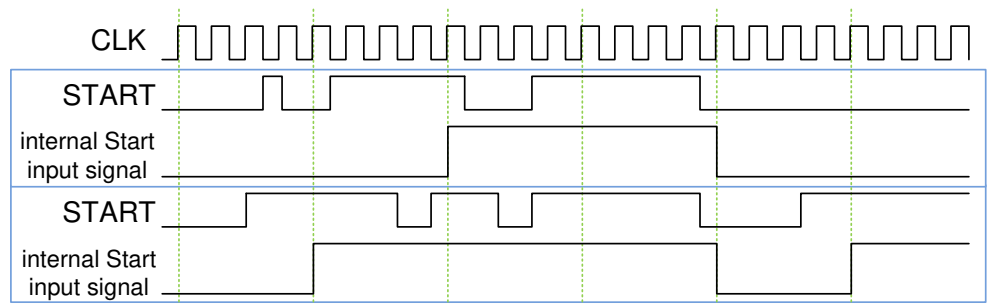 CLK
START
internal Start
input signal
START
internal Start
input signal